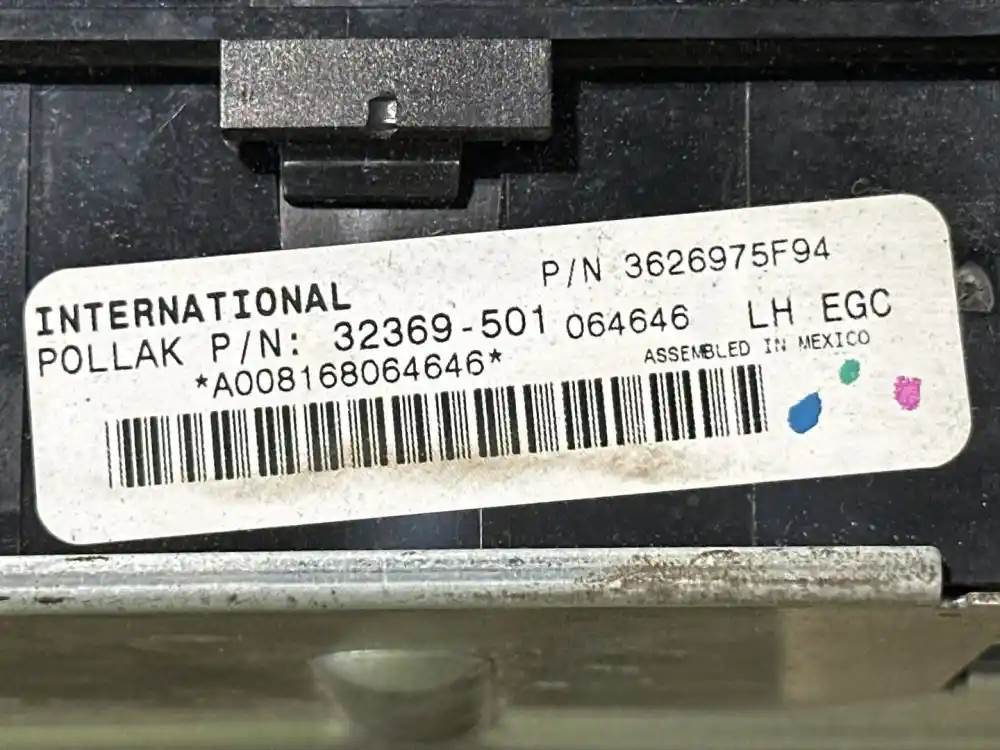 P/N 3626975F94
INTERNATIONAL
POLLAK P/N: 32369-501 064646 LH EGC
*A008168064646* ASSEMBLED IN MEXICO